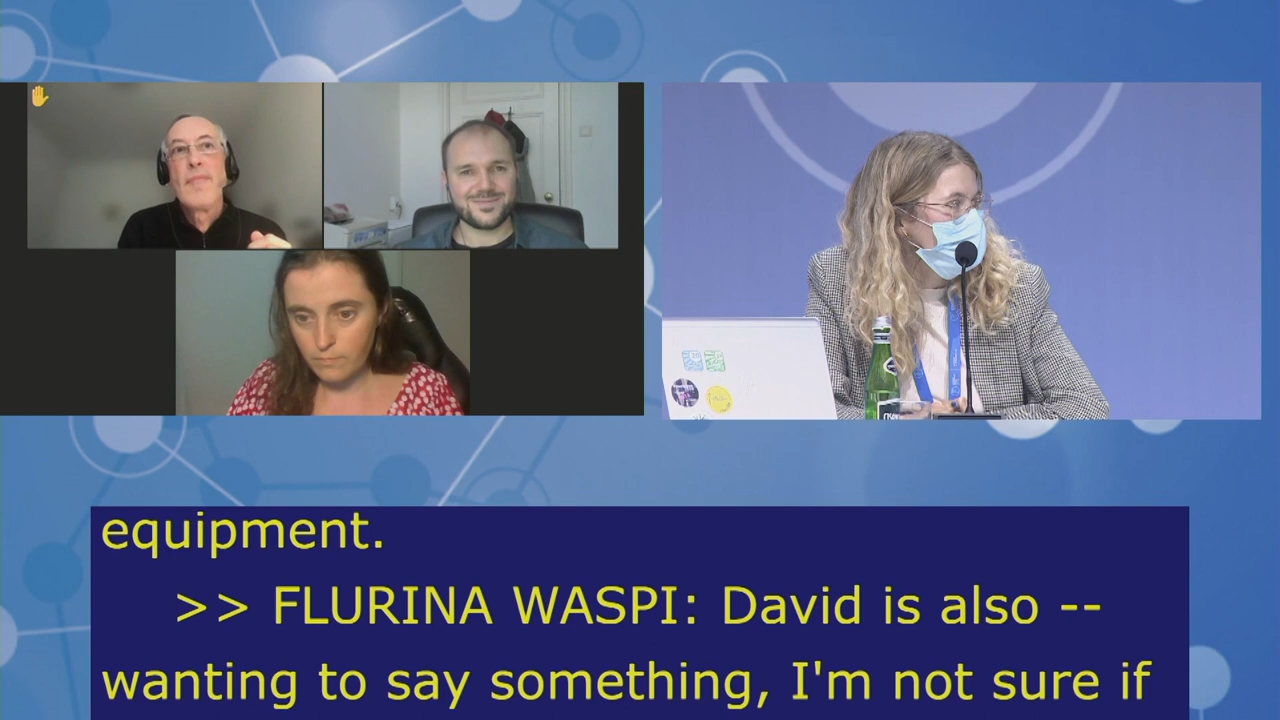 equipment.
>> FLURINA WASPI: David is also --
wanting to say something, I'm not sure if